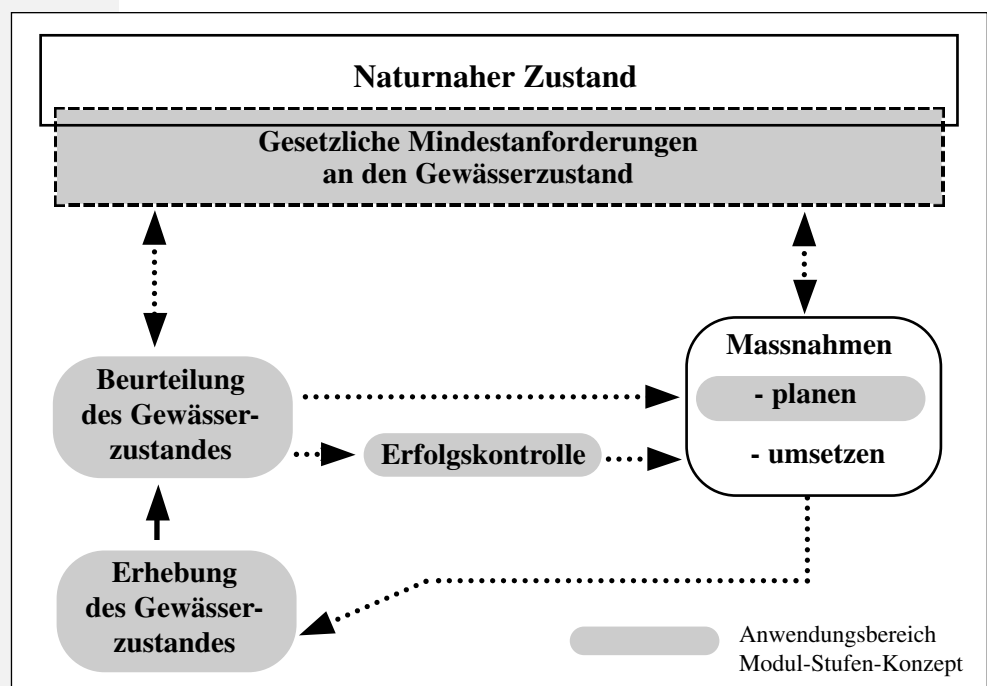 Naturnaher Zustand
Gesetzliche Mindestanforderungen
an den Gewässerzustand
Massnahmen
- planen
- umsetzen
Beurteilung
des Gewässer-
zustandes
Erfolgskontrolle
Erhebung
des Gewässer-
zustandes
Anwendungsbereich
Modul-Stufen-Konzept